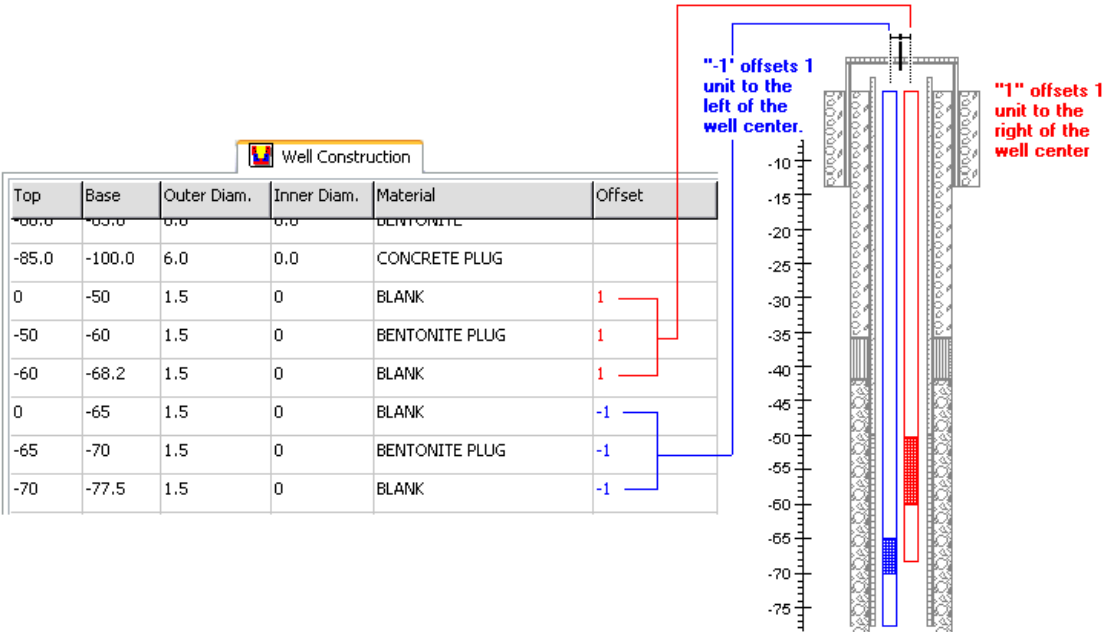 "-1' offsets 1
unit to the
left of the
well center.
"1" offsets 1
unit to the
right of the
well center
Well Construction
Top Base Outer Diam. Inner Diam. Material Offset
-85.0 -100.0 6.0 0.0 CONCRETE PLUG
0 -50 1.5 0 BLANK 1
-50 -60 1.5 0 BENTONITE PLUG 1
-60 -68.2 1.5 0 BLANK 1
0 -65 1.5 0 BLANK -1
-65 -70 1.5 0 BENTONITE PLUG -1
-70 -77.5 1.5 0 BLANK -1
-10
-15
-20
-25
-30
-35
-40
-45
-50
-55
-60
-65
-70
-75